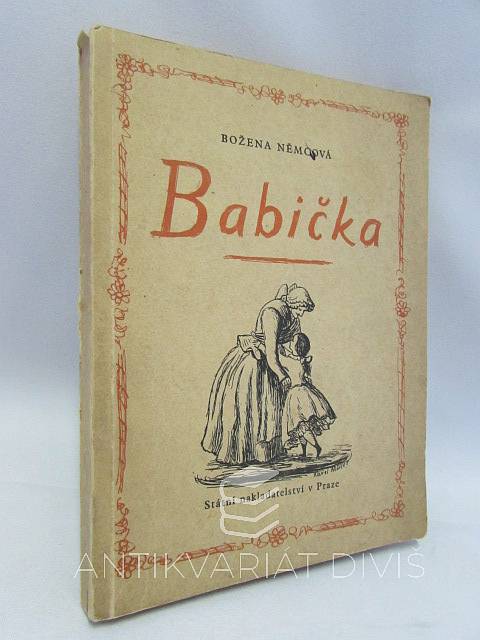 BOŽENA NĚMCOVÁ
Babička
Státní nakladatelství v Praze
ANTIKVARIÁT DIVIŠ